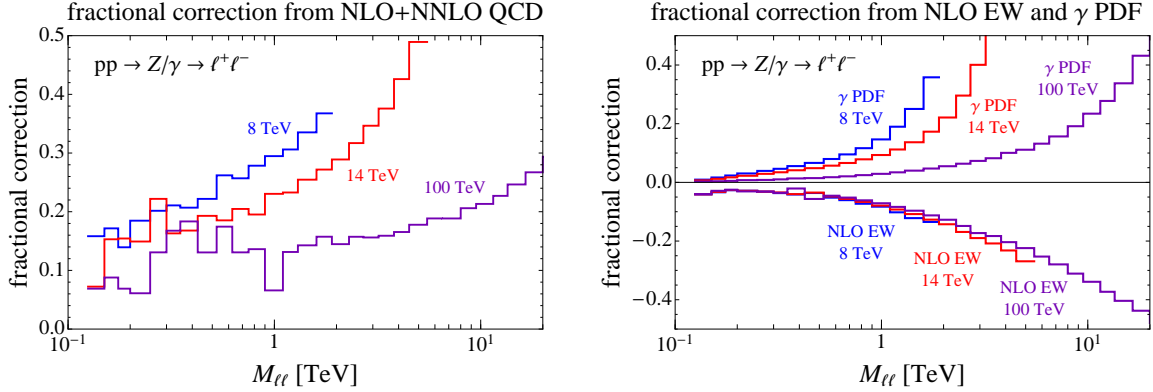 fractional correction from NLO+NNLO QCD
0.5
0.4
0.3
0.2
0.1
0.0
fractional correction
pp → Z/γ → ℓ⁺ℓ⁻
8 TeV
14 TeV
100 TeV
10⁻¹
1
10¹
M_ℓℓ [TeV]
fractional correction from NLO EW and γ PDF
0.4
0.2
0.0
−0.2
−0.4
fractional correction
pp → Z/γ → ℓ⁺ℓ⁻
γ PDF
8 TeV
γ PDF
14 TeV
γ PDF
100 TeV
NLO EW
8 TeV
NLO EW
14 TeV
NLO EW
100 TeV
10⁻¹
1
10¹
M_ℓℓ [TeV]